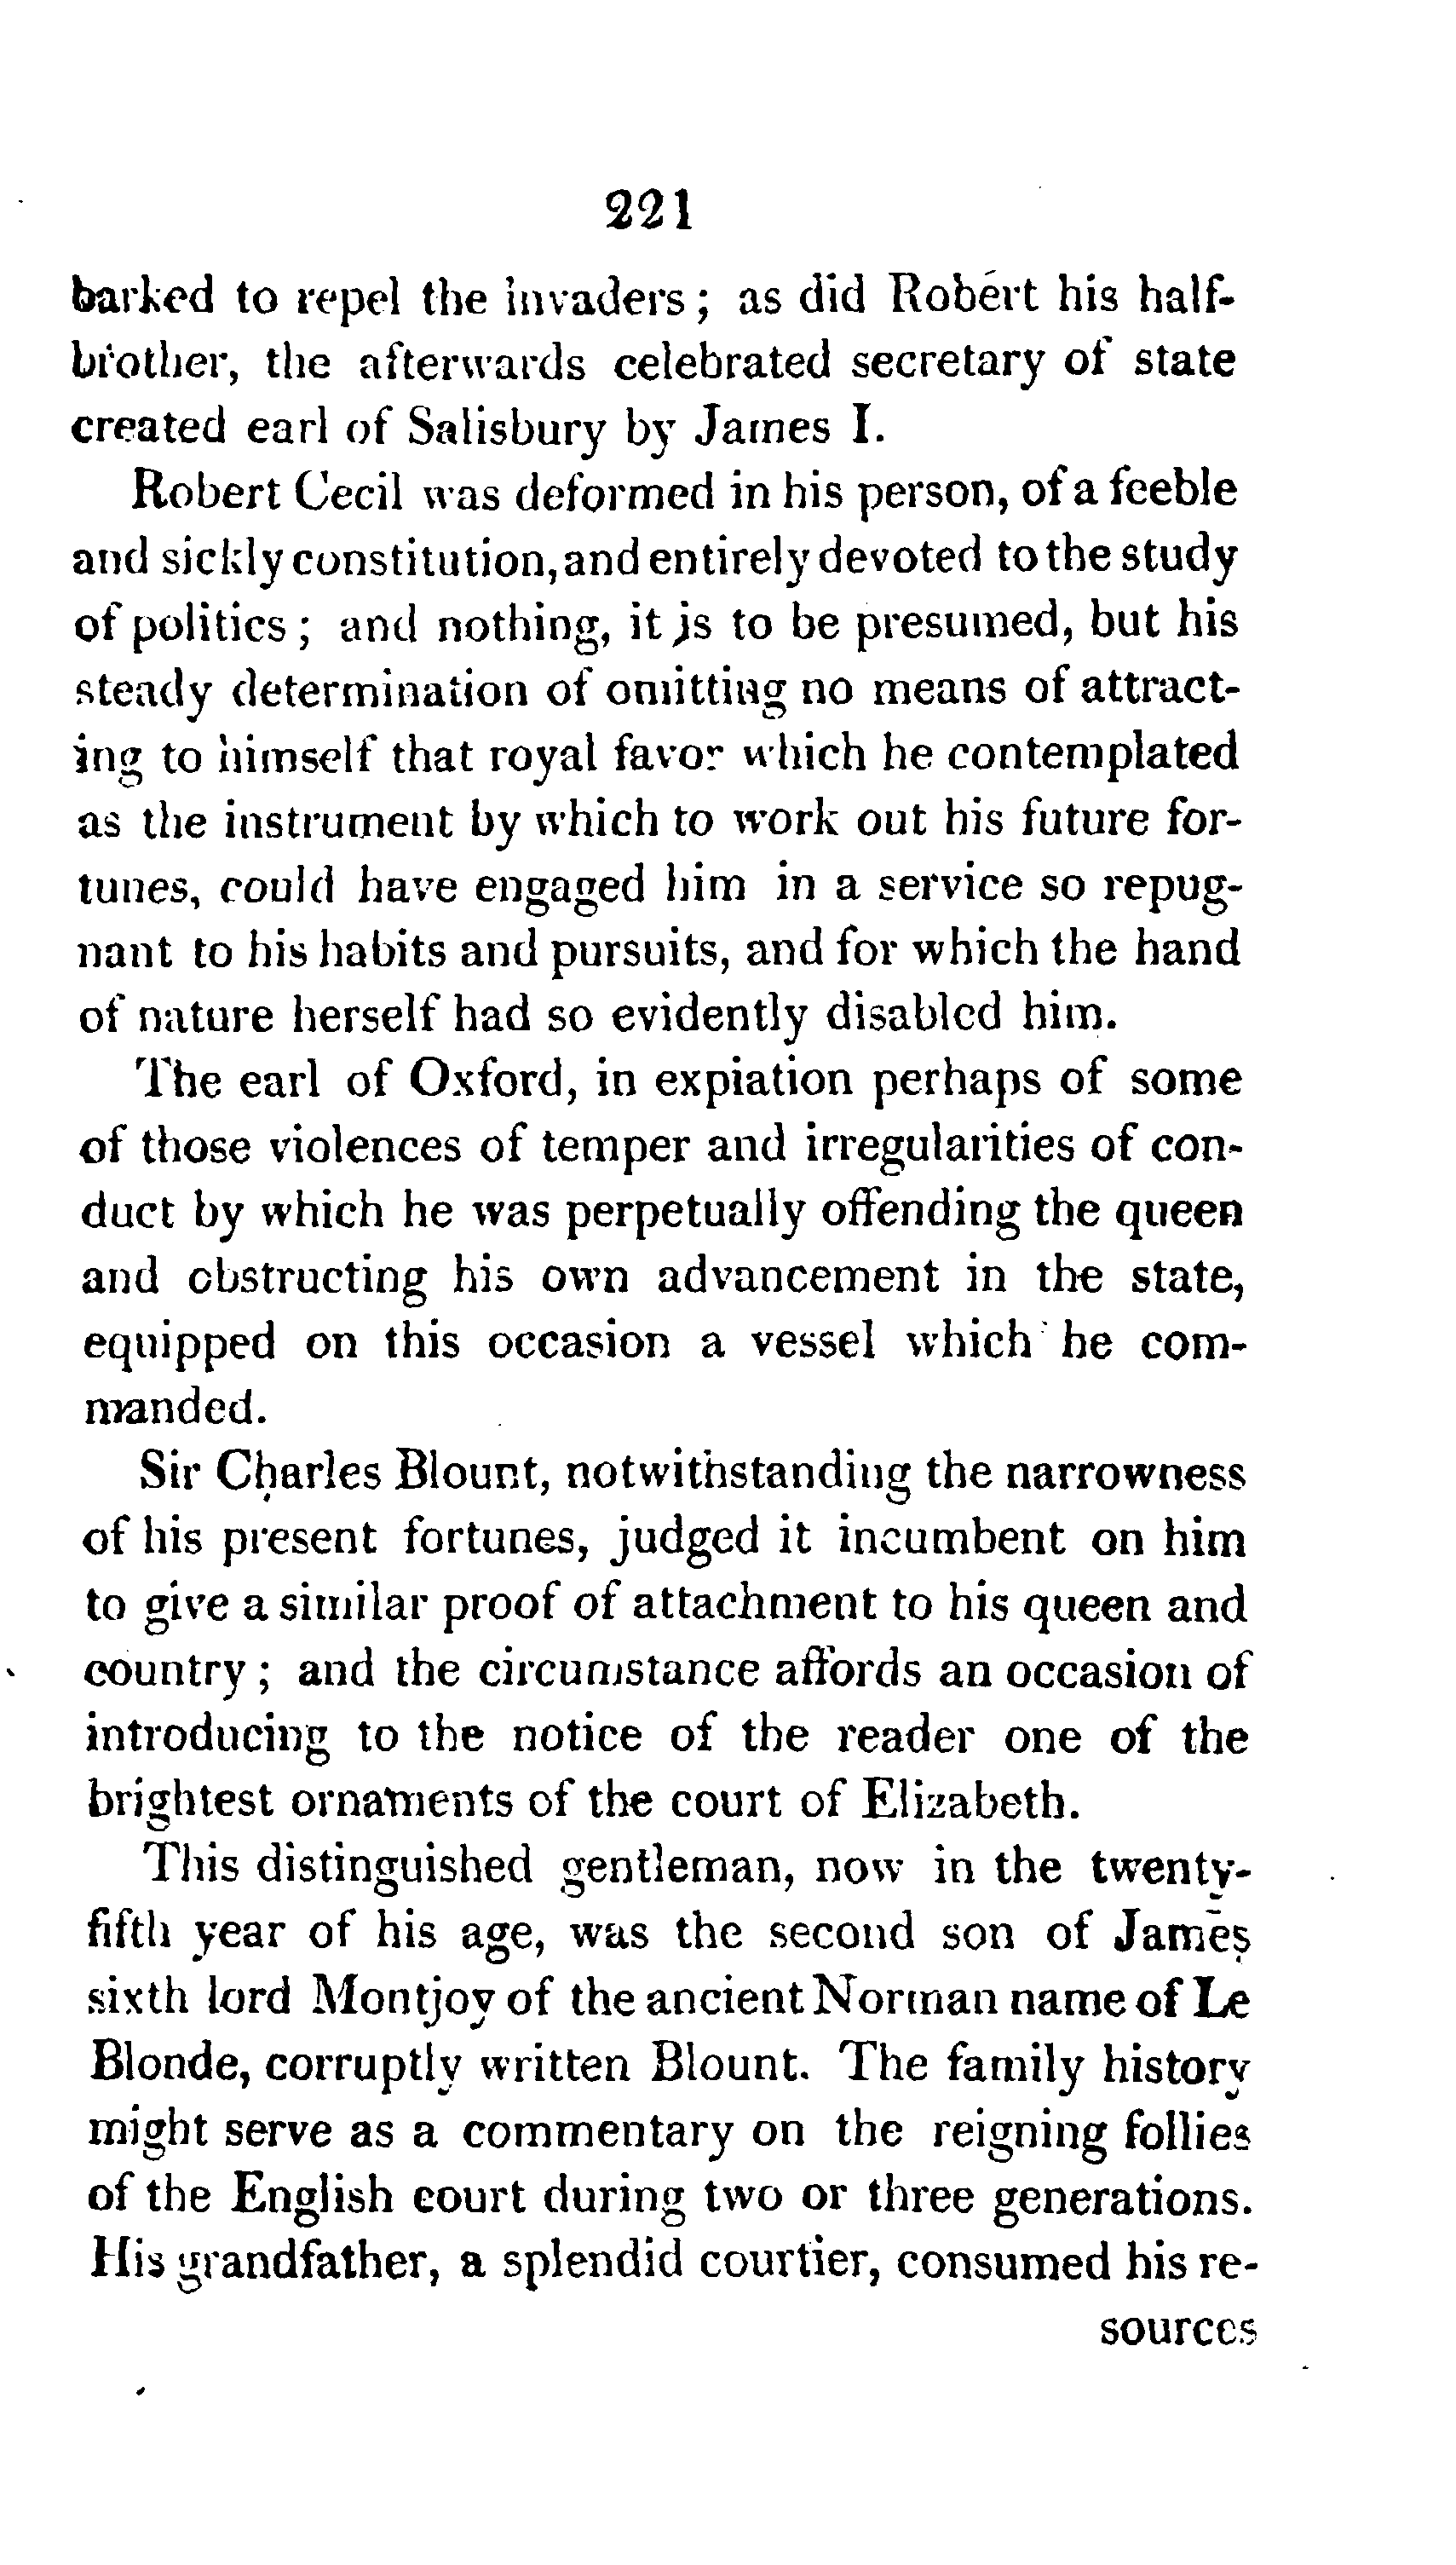 221
barked to repel the invaders; as did Robert his half-
brother, the afterwards celebrated secretary of state
created earl of Salisbury by James I.
Robert Cecil was deformed in his person, of a feeble
and sickly constitution, and entirely devoted to the study
of politics; and nothing, it is to be presumed, but his
steady determination of omitting no means of attract-
ing to himself that royal favor which he contemplated
as the instrument by which to work out his future for-
tunes, could have engaged him in a service so repug-
nant to his habits and pursuits, and for which the hand
of nature herself had so evidently disabled him.
The earl of Oxford, in expiation perhaps of some
of those violences of temper and irregularities of con-
duct by which he was perpetually offending the queen
and obstructing his own advancement in the state,
equipped on this occasion a vessel which he com-
manded.
Sir Charles Blount, notwithstanding the narrowness
of his present fortunes, judged it incumbent on him
to give a similar proof of attachment to his queen and
country; and the circumstance affords an occasion of
introducing to the notice of the reader one of the
brightest ornaments of the court of Elizabeth.
This distinguished gentleman, now in the twenty-
fifth year of his age, was the second son of James
sixth lord Montjoy of the ancient Norman name of Le
Blonde, corruptly written Blount. The family history
might serve as a commentary on the reigning follies
of the English court during two or three generations.
His grandfather, a splendid courtier, consumed his re-
sources